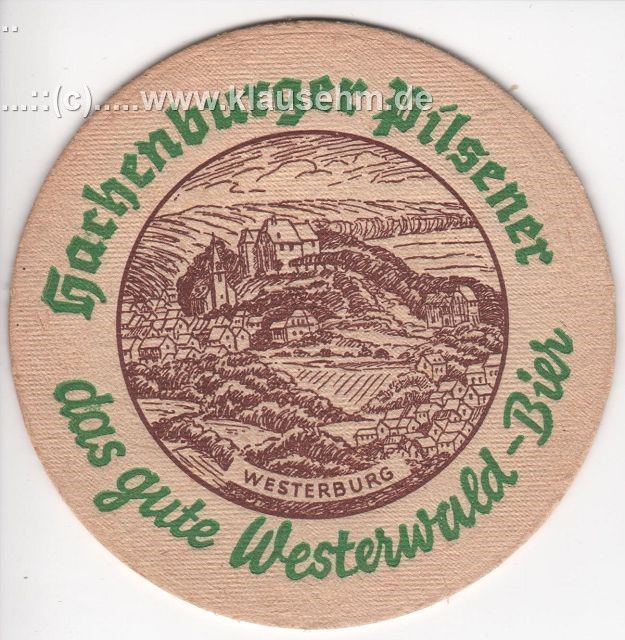 ...::(c).....www.klausehm.de
Hachenburger Pilsener
WESTERBURG
das gute Westerwald-Bier